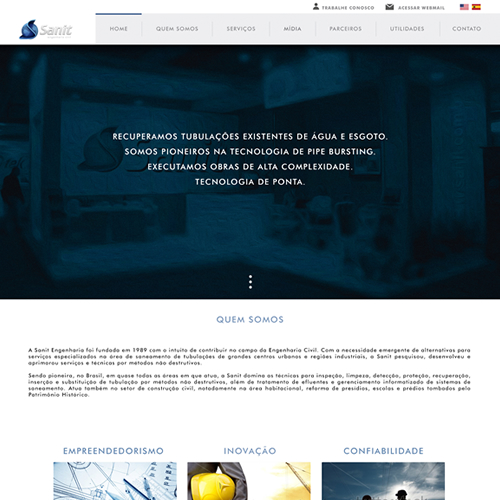 TRABALHE CONOSCO ACESSAR WEBMAIL
Sanit
HOME QUEM SOMOS SERVIÇOS MÍDIA PARCEIROS UTILIDADES CONTATO
RECUPERAMOS TUBULAÇÕES EXISTENTES DE ÁGUA E ESGOTO.
SOMOS PIONEIROS NA TECNOLOGIA DE PIPE BURSTING.
EXECUTAMOS OBRAS DE ALTA COMPLEXIDADE.
TECNOLOGIA DE PONTA.
QUEM SOMOS
A Sanit Engenharia foi fundada em 1989 com o intuito de contribuir no campo da Engenharia Civil. Com a necessidade emergente de alternativas para
serviços especializados na área de saneamento de tubulações de grandes centros urbanos e regiões industriais, a Sanit pesquisou, desenvolveu e
aprimorou serviços e técnicas por métodos não destrutivos.
Sendo pioneira, no Brasil, em quase todas as áreas em que atua, a Sanit domina as técnicas para inspeção, limpeza, detecção, proteção, recuperação,
inserção e substituição de tubulação por métodos não destrutivos, além de tratamento de efluentes e gerenciamento informatizado de sistemas de
saneamento. Atua também no setor de construção civil, notadamente na área habitacional, reforma de presídios, escolas e prédios tombados pelo
Patrimônio Histórico.
EMPREENDEDORISMO INOVAÇÃO CONFIABILIDADE